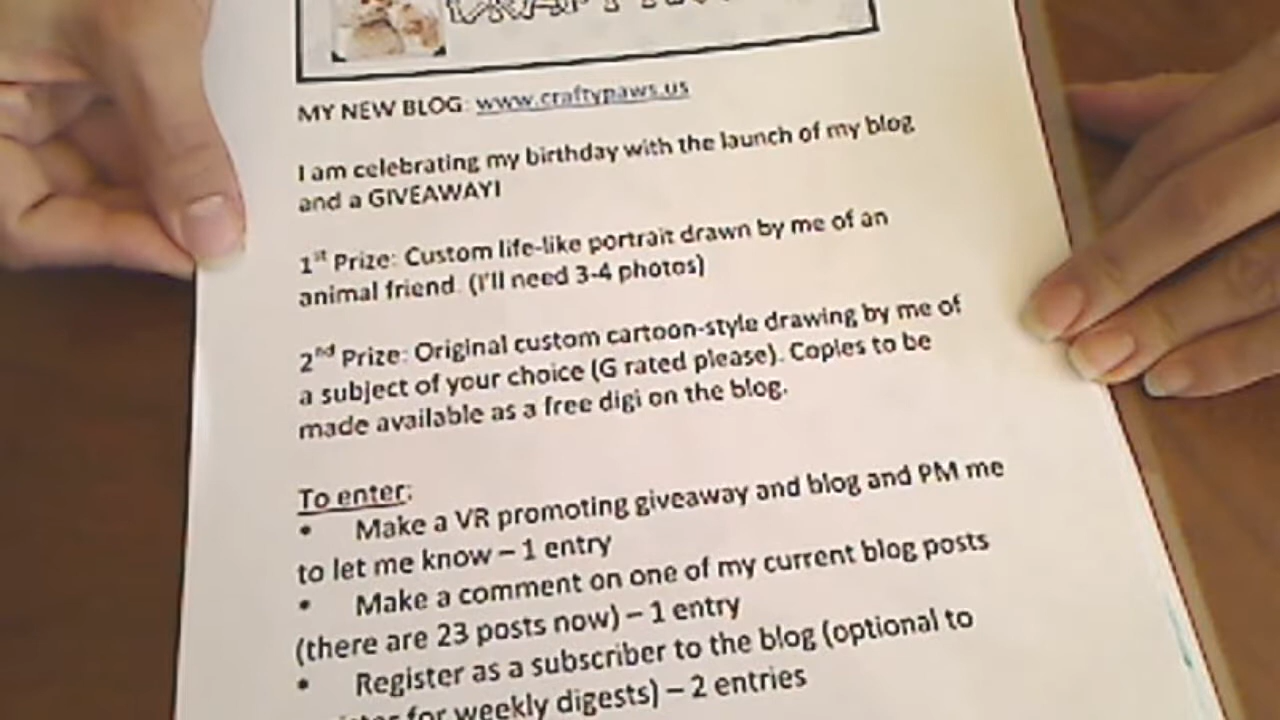 MY NEW BLOG: www.craftypaws.us
I am celebrating my birthday with the launch of my blog
and a GIVEAWAY!
1st Prize: Custom life-like portrait drawn by me of an
animal friend. (I'll need 3-4 photos)
2nd Prize: Original custom cartoon-style drawing by me of
a subject of your choice (G rated please). Copies to be
made available as a free digi on the blog.
To enter:
• Make a VR promoting giveaway and blog and PM me
to let me know – 1 entry
• Make a comment on one of my current blog posts
(there are 23 posts now) – 1 entry
• Register as a subscriber to the blog (optional to
for weekly digests) – 2 entries